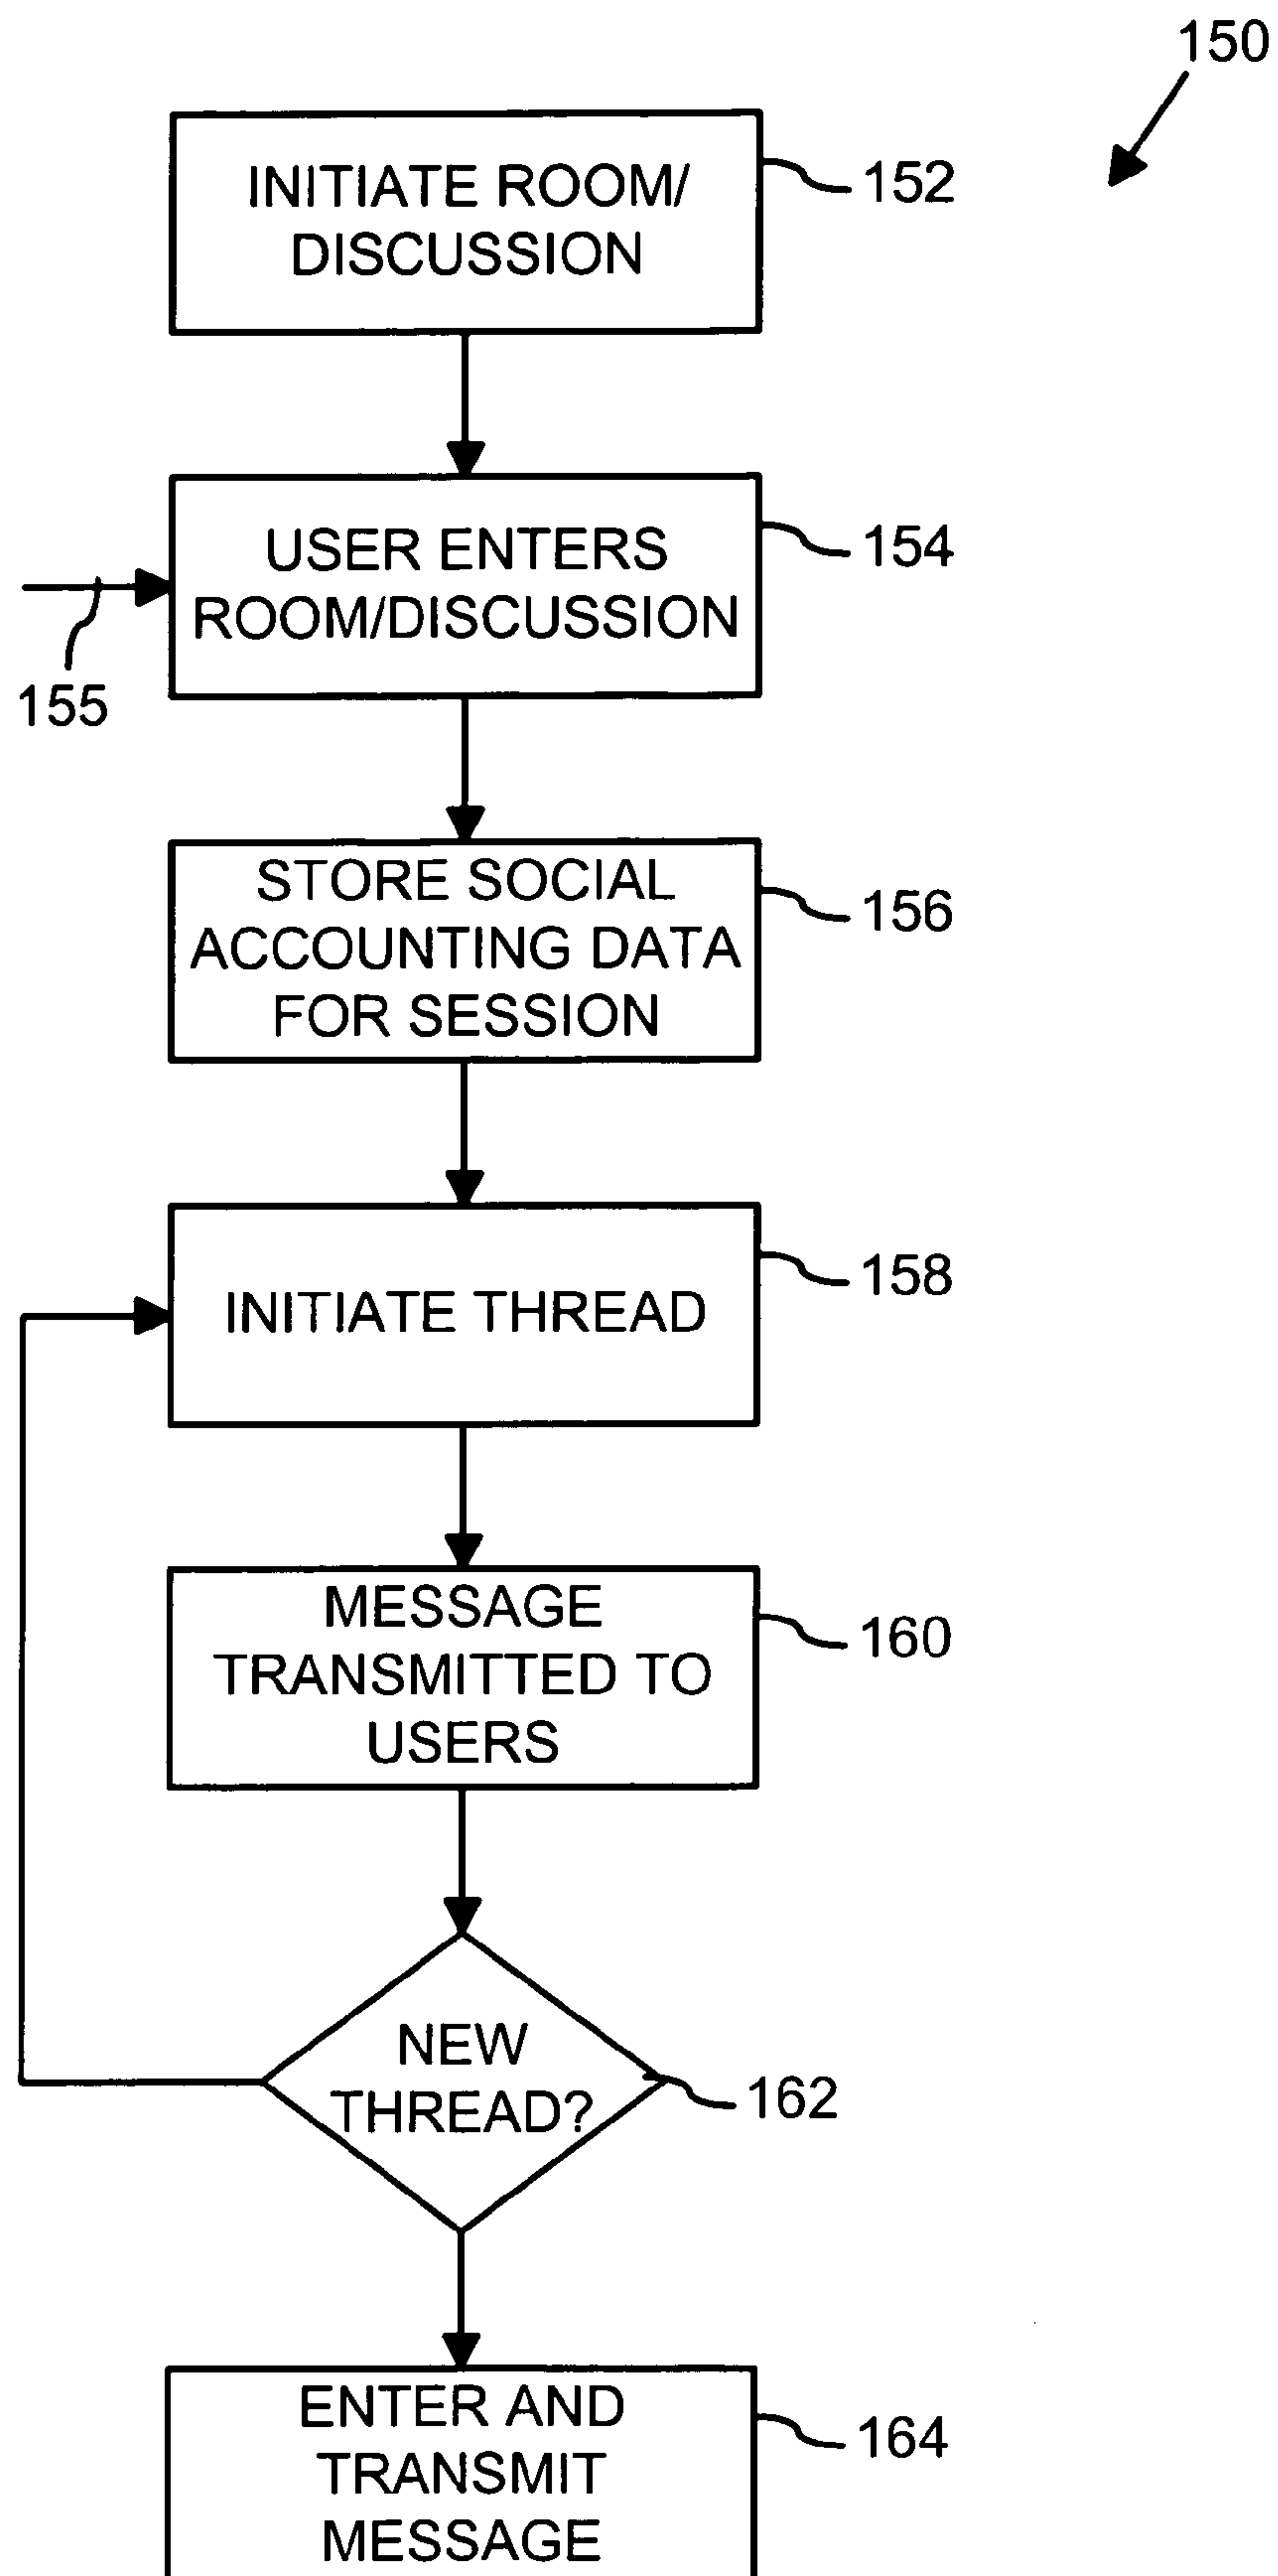 150
INITIATE ROOM/
DISCUSSION
152
USER ENTERS
ROOM/DISCUSSION
154
155
STORE SOCIAL
ACCOUNTING DATA
FOR SESSION
156
INITIATE THREAD
158
MESSAGE
TRANSMITTED TO
USERS
160
NEW
THREAD?
162
ENTER AND
TRANSMIT
MESSAGE
164